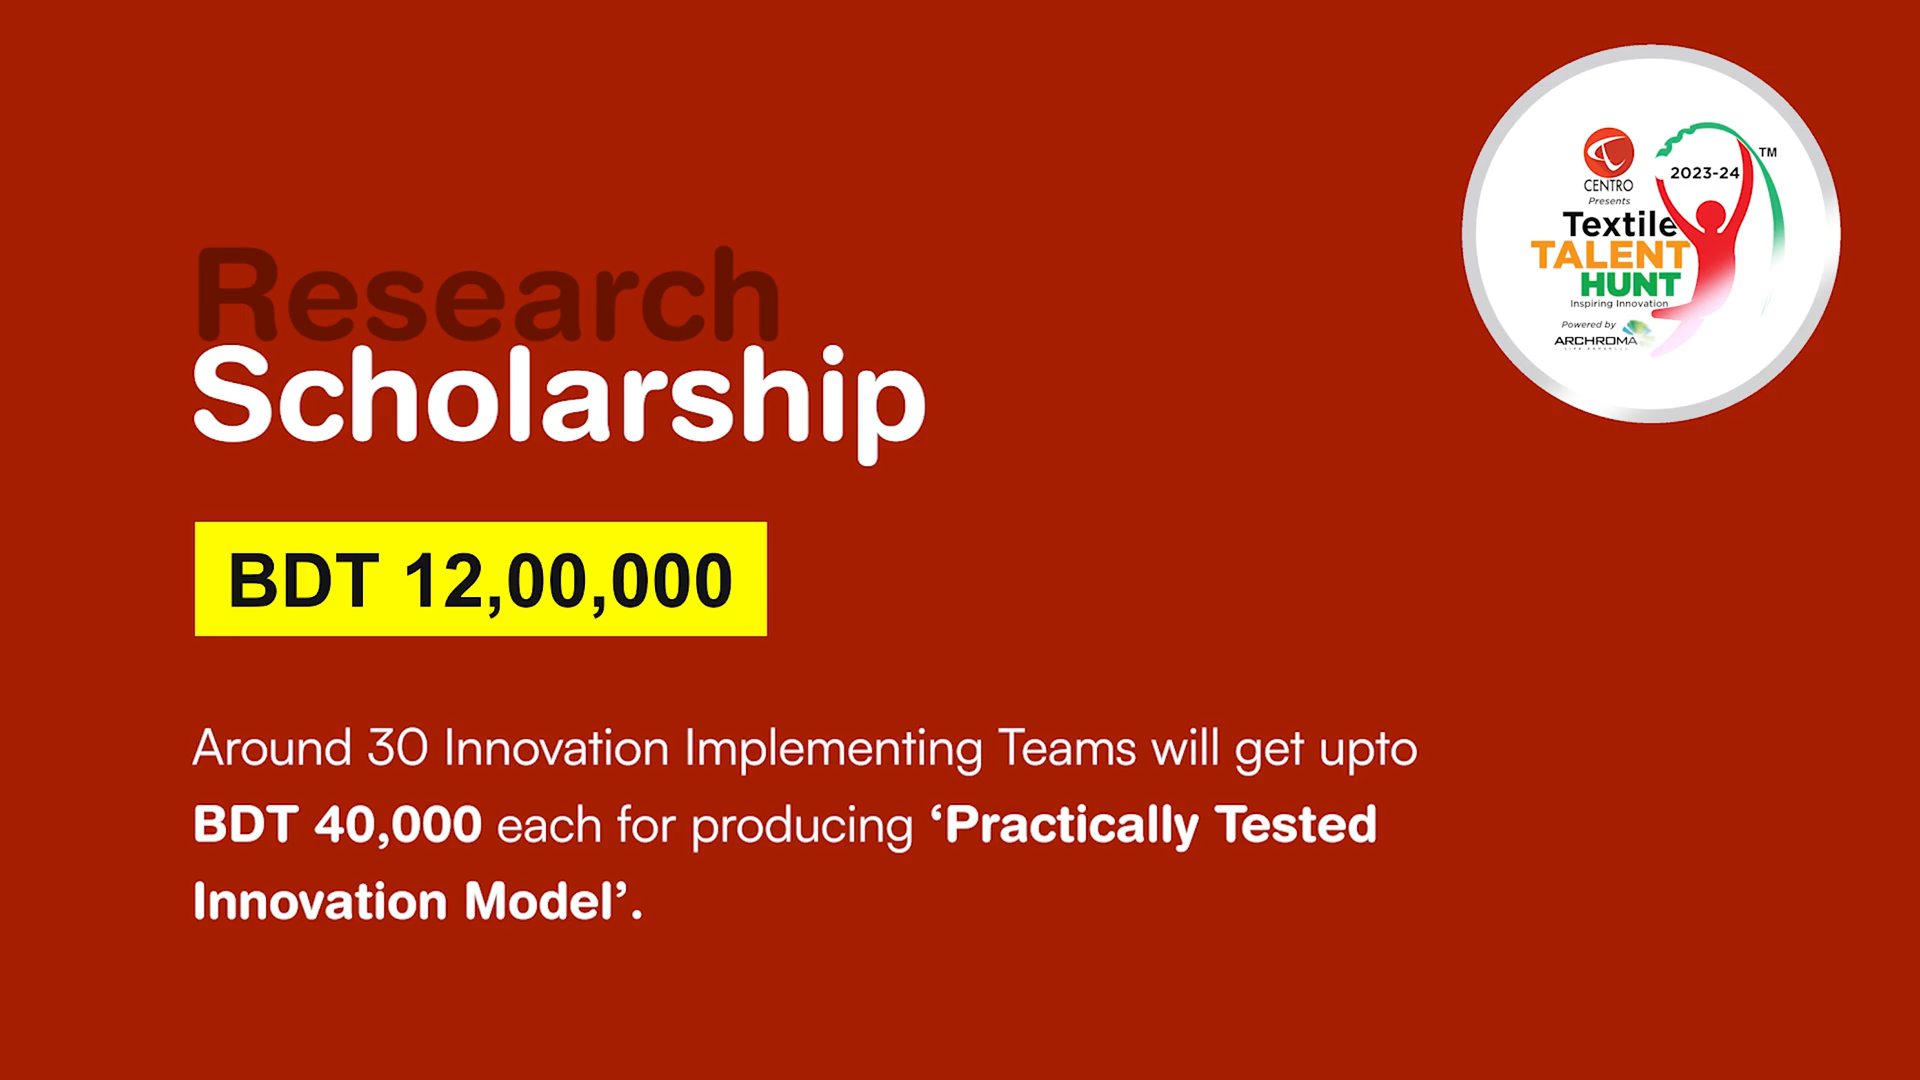 CENTRO
Presents
2023-24
TM
Textile
TALENT
HUNT
Inspiring Innovation
Powered by
ARCHROMA
Research
Scholarship
BDT 12,00,000
Around 30 Innovation Implementing Teams will get upto
BDT 40,000 each for producing ‘Practically Tested
Innovation Model’.